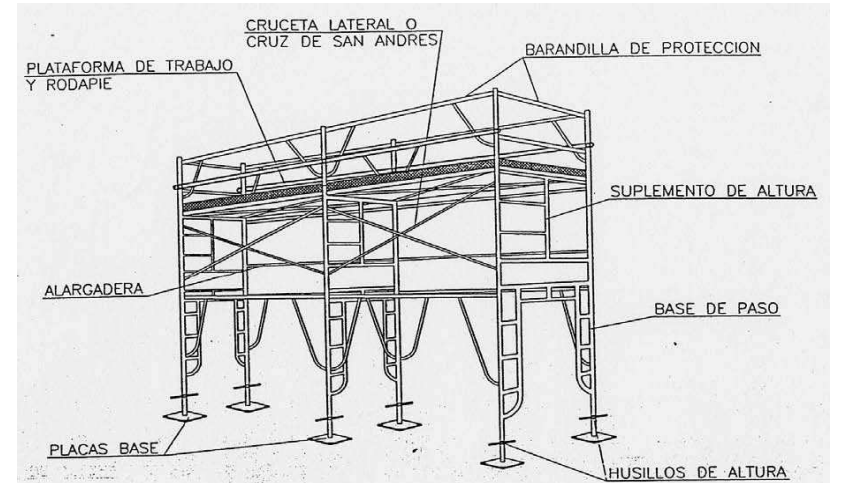 CRUCETA LATERAL O
CRUZ DE SAN ANDRES
BARANDILLA DE PROTECCION
PLATAFORMA DE TRABAJO
Y RODAPIE
SUPLEMENTO DE ALTURA
ALARGADERA
BASE DE PASO
PLACAS BASE
HUSILLOS DE ALTURA